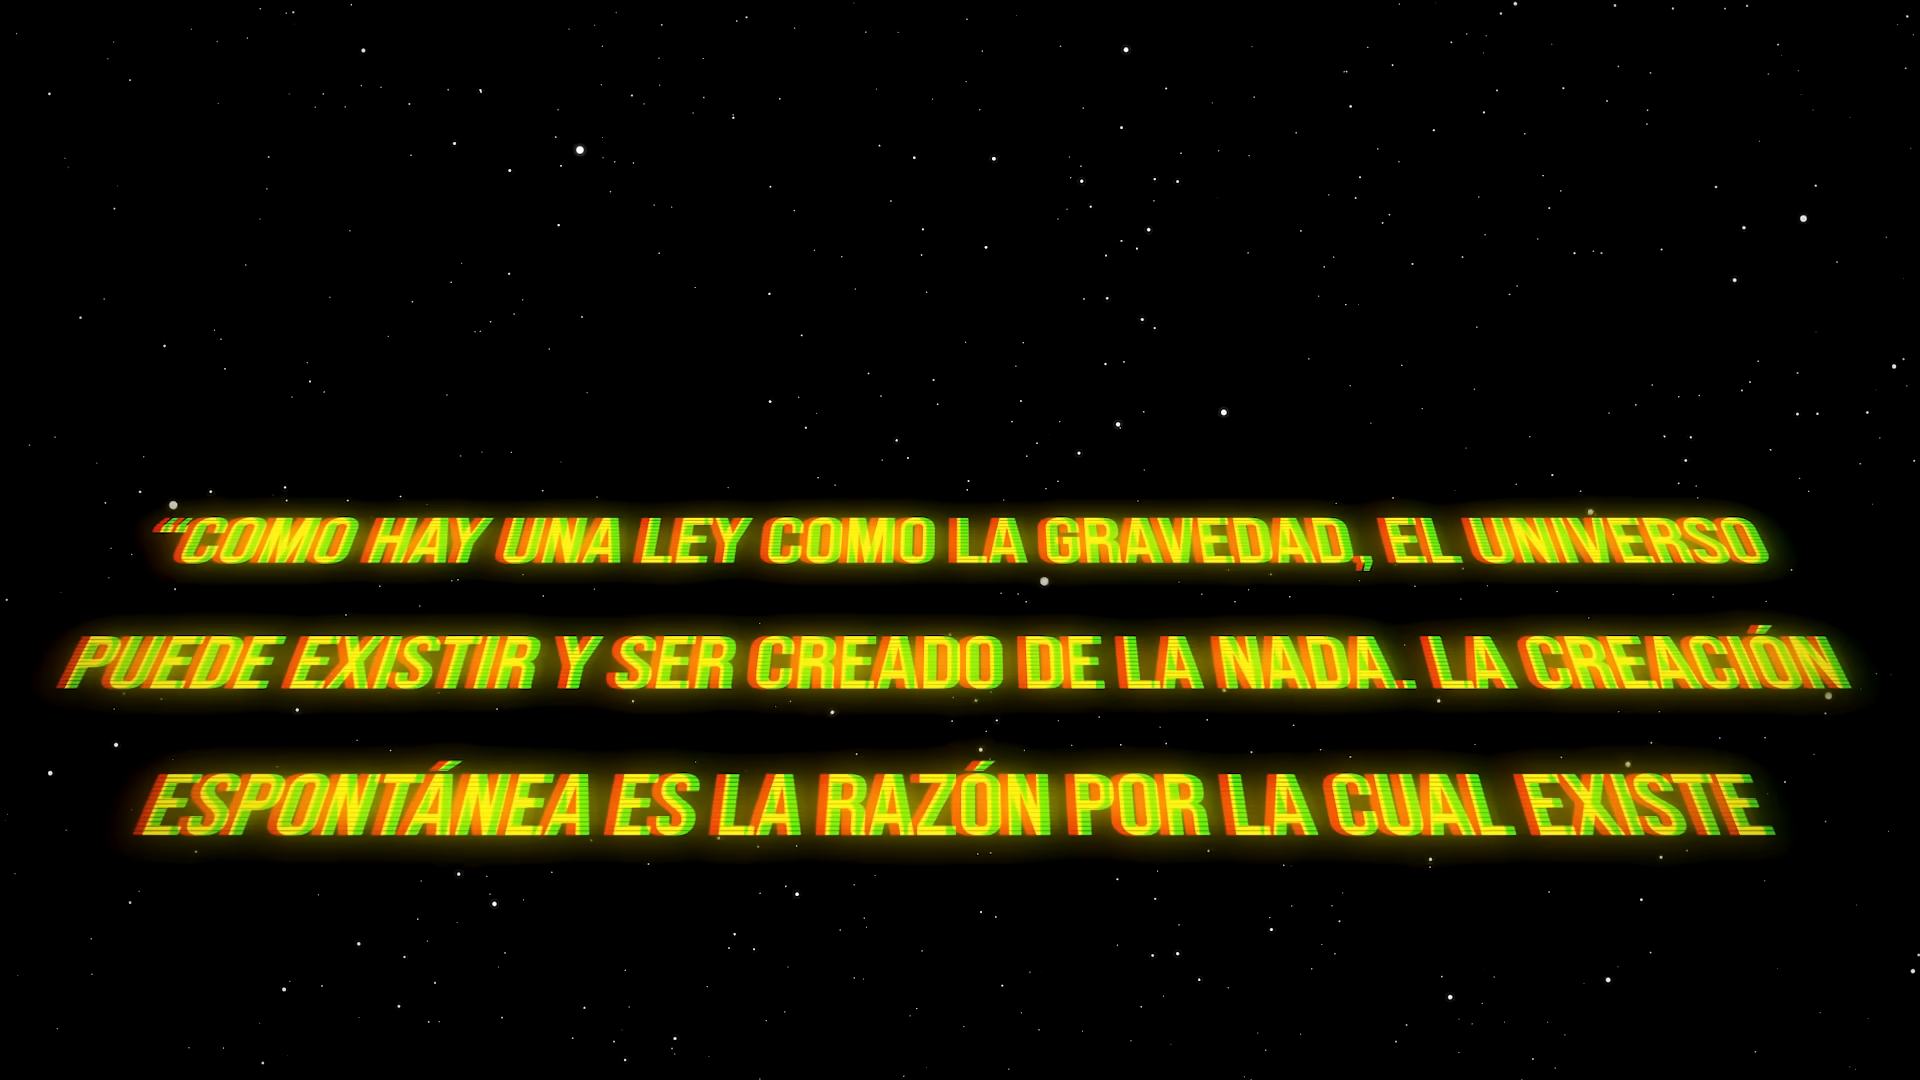 “COMO HAY UNA LEY COMO LA GRAVEDAD, EL UNIVERSO
PUEDE EXISTIR Y SER CREADO DE LA NADA. LA CREACIÓN
ESPONTÁNEA ES LA RAZÓN POR LA CUAL EXISTE